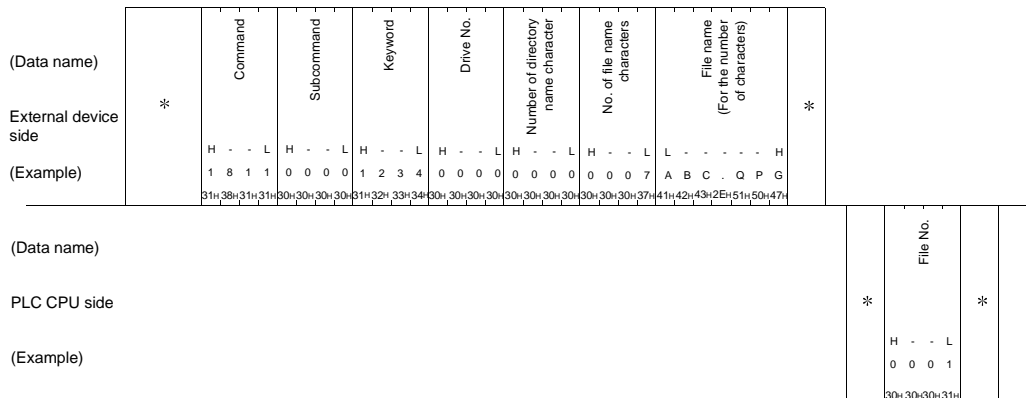 (Data name)
External device
side
(Example)
*
Command
H - - L
1 8 1 1
31H 38H 31H 31H
Subcommand
H - - L
0 0 0 0
30H 30H 30H 30H
Keyword
H - - L
1 2 3 4
31H 32H 33H 34H
Drive No.
H - - L
0 0 0 0
30H 30H 30H 30H
Number of directory
name character
H - - L
0 0 0 0
30H 30H 30H 30H
No. of file name
characters
H - - L
0 0 0 7
30H 30H 30H 37H
File name
(For the number
of characters)
L - - - - - H
A B C . Q P G
41H 42H 43H 2EH 51H 50H 47H
*
(Data name)
PLC CPU side
(Example)
*
File No.
H - - L
0 0 0 1
30H 30H 30H 31H
*